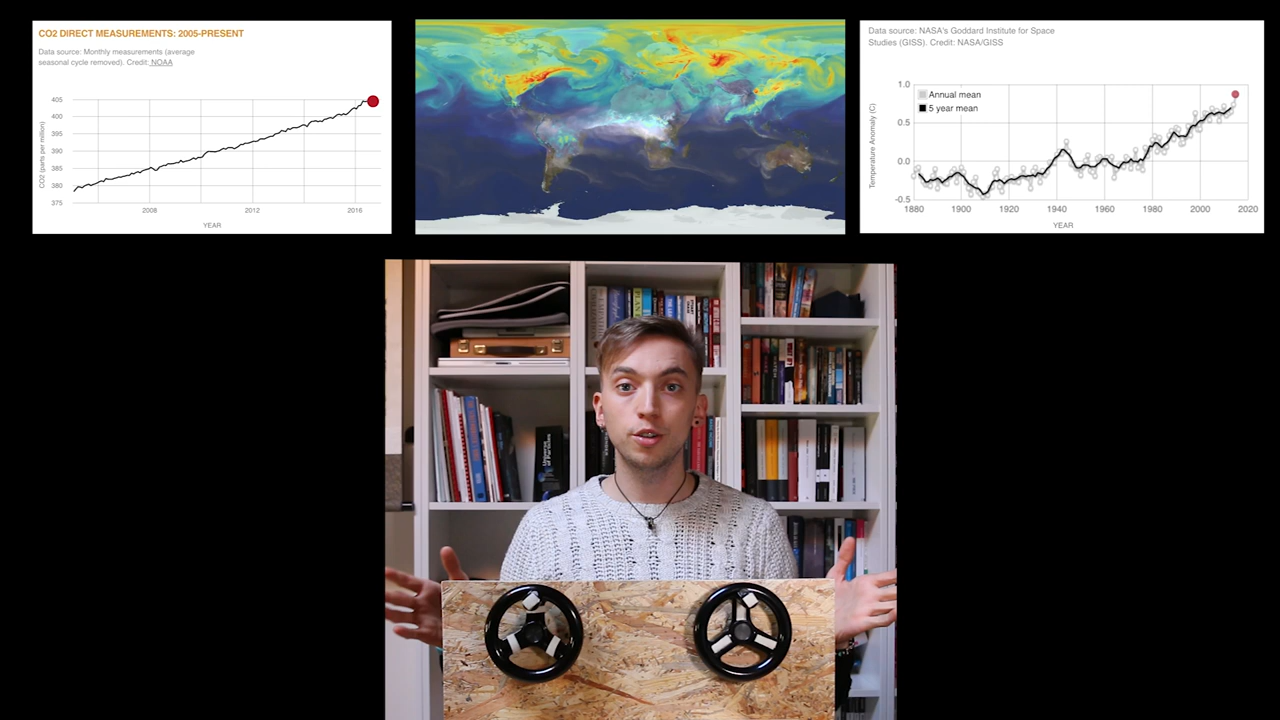 CO2 DIRECT MEASUREMENTS: 2005-PRESENT
Data source: Monthly measurements (average
seasonal cycle removed). Credit: NOAA
405
400
395
390
385
380
375
CO2 (parts per million)
2008
2012
2016
YEAR
Data source: NASA's Goddard Institute for Space
Studies (GISS). Credit: NASA/GISS
1.0
0.5
0.0
-0.5
Temperature Anomaly (C)
Annual mean
5 year mean
1880
1900
1920
1940
1960
1980
2000
2020
YEAR
Universe
of Particles